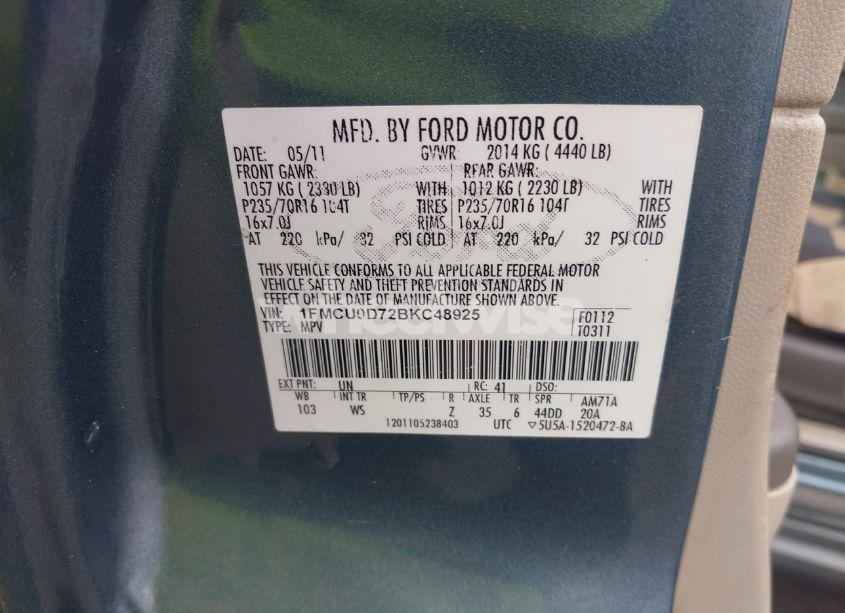 MFD. BY FORD MOTOR CO.
DATE: 05/11 GVWR: 2014 KG ( 4440 LB)
FRONT GAWR: REAR GAWR:
1057 KG ( 2330 LB) WITH 1012 KG ( 2230 LB) WITH
P235/70R16 104T TIRES P235/70R16 104T TIRES
16x7.0J RIMS 16x7.0J RIMS
AT 220 kPa/ 32 PSI COLD AT 220 kPa/ 32 PSI COLD
THIS VEHICLE CONFORMS TO ALL APPLICABLE FEDERAL MOTOR
VEHICLE SAFETY AND THEFT PREVENTION STANDARDS IN
EFFECT ON THE DATE OF MANUFACTURE SHOWN ABOVE.
VIN: 1FMCU0D72BKC48925 F0112
TYPE: MPV T0311
wheelwise
EXT PNT: UN RC: 41 DSO:
WB INT TR TP/PS R AXLE TR SPR AM71A
103 WS Z 35 6 44DD 20A
1201105238403 UTC ▽5U5A-1520472-BA